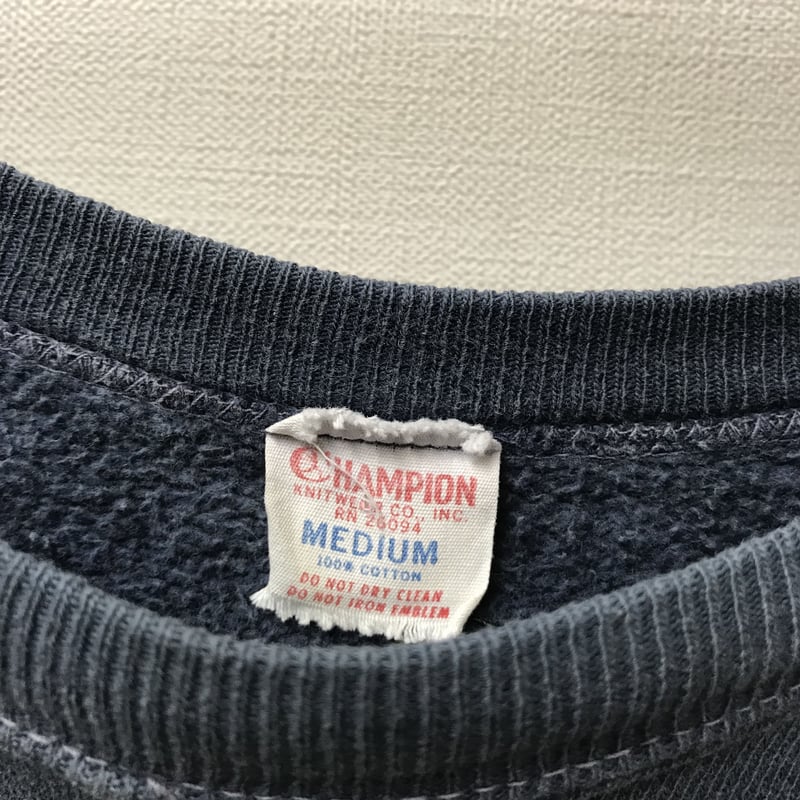 CHAMPION
KNITWEAR CO., INC.
RN 26094
MEDIUM
100% COTTON
DO NOT DRY CLEAN
DO NOT IRON EMBLEM